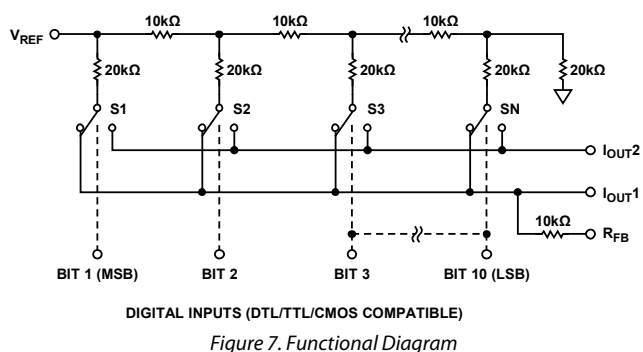 10kΩ 10kΩ 10kΩ
VREF
20kΩ 20kΩ 20kΩ 20kΩ 20kΩ
S1 S2 S3 SN
IOUT2
IOUT1
10kΩ
RFB
BIT 1 (MSB) BIT 2 BIT 3 BIT 10 (LSB)
DIGITAL INPUTS (DTL/TTL/CMOS COMPATIBLE)
Figure 7. Functional Diagram